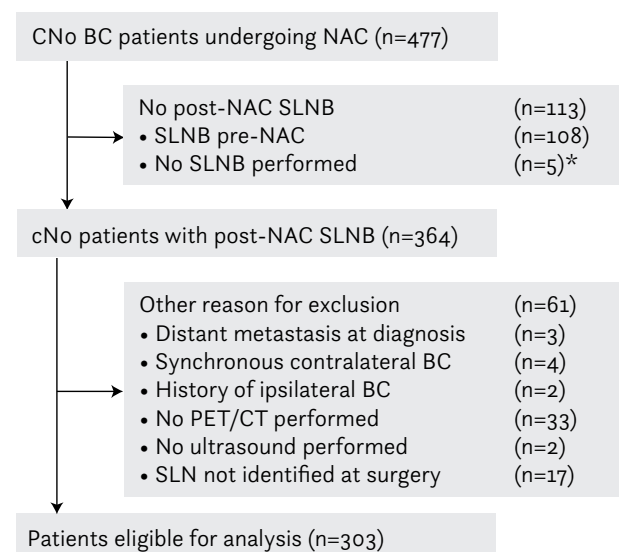 CNo BC patients undergoing NAC (n=477)
No post-NAC SLNB (n=113)
• SLNB pre-NAC (n=108)
• No SLNB performed (n=5)*
cNo patients with post-NAC SLNB (n=364)
Other reason for exclusion (n=61)
• Distant metastasis at diagnosis (n=3)
• Synchronous contralateral BC (n=4)
• History of ipsilateral BC (n=2)
• No PET/CT performed (n=33)
• No ultrasound performed (n=2)
• SLN not identified at surgery (n=17)
Patients eligible for analysis (n=303)